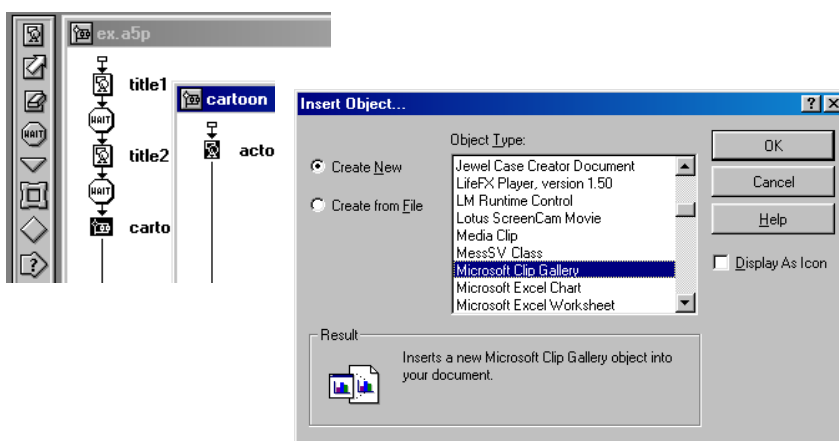 ex.a5p
title1
WAIT
title2
WAIT
carto
WAIT
?
cartoon
acto
Insert Object...
Create New
Create from File
Object Type:
Jewel Case Creator Document
LifeFX Player, version 1.50
LM Runtime Control
Lotus ScreenCam Movie
Media Clip
MessSV Class
Microsoft Clip Gallery
Microsoft Excel Chart
Microsoft Excel Worksheet
OK
Cancel
Help
Display As Icon
Result
Inserts a new Microsoft Clip Gallery object into
your document.